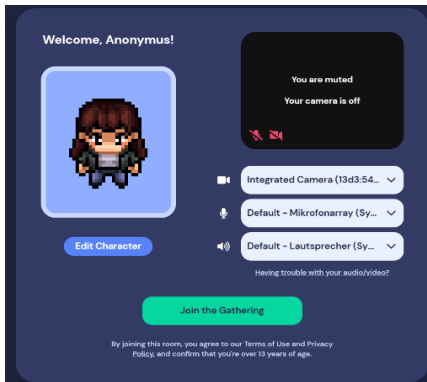 Welcome, Anonymus!
You are muted
Your camera is off
Integrated Camera (13d3:54...
Default - Mikrofonarray (Sy...
Default - Lautsprecher (Sy...
Edit Character
Having trouble with your audio/video?
Join the Gathering
By joining this room, you agree to our Terms of Use and Privacy
Policy, and confirm that you're over 13 years of age.